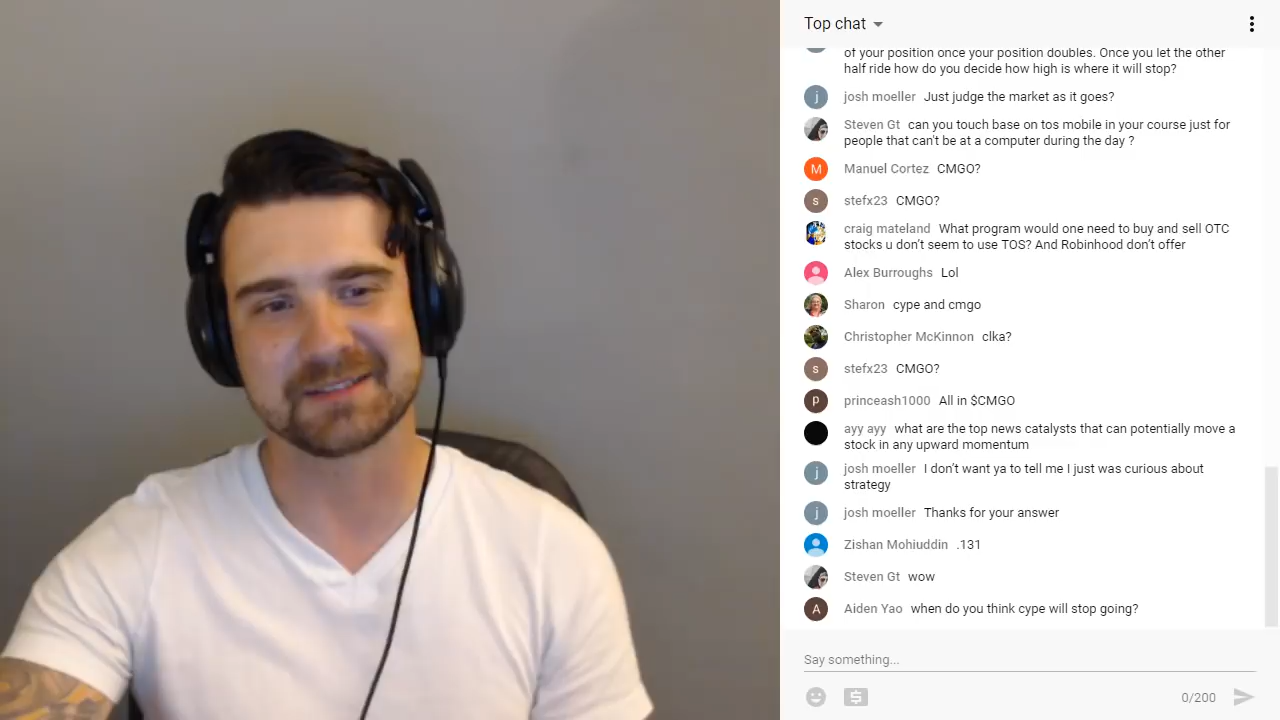 Top chat
of your position once your position doubles. Once you let the other
half ride how do you decide how high is where it will stop?
j josh moeller Just judge the market as it goes?
Steven Gt can you touch base on tos mobile in your course just for
people that can't be at a computer during the day ?
M Manuel Cortez CMGO?
s stefx23 CMGO?
craig mateland What program would one need to buy and sell OTC
stocks u don't seem to use TOS? And Robinhood don't offer
Alex Burroughs Lol
Sharon cype and cmgo
Christopher McKinnon clka?
s stefx23 CMGO?
p princeash1000 All in $CMGO
ayy ayy what are the top news catalysts that can potentially move a
stock in any upward momentum
j josh moeller I don't want ya to tell me I just was curious about
strategy
j josh moeller Thanks for your answer
Zishan Mohiuddin .131
Steven Gt wow
A Aiden Yao when do you think cype will stop going?
Say something...
$ 0/200